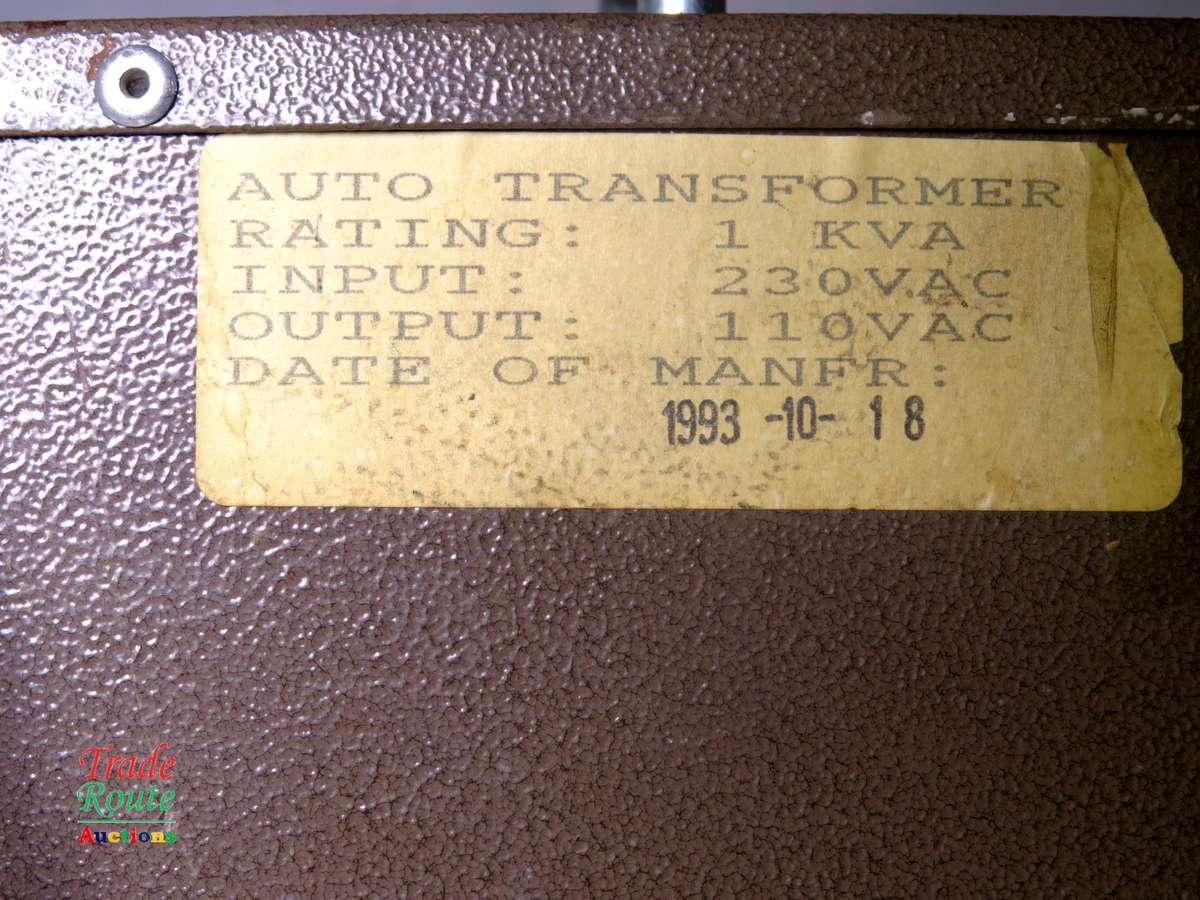 AUTO TRANSFORMER
RATING: 1 KVA
INPUT: 230VAC
OUTPUT: 110VAC
DATE OF MANFR:
1993 -10- 18
Trade
Route
Auctions